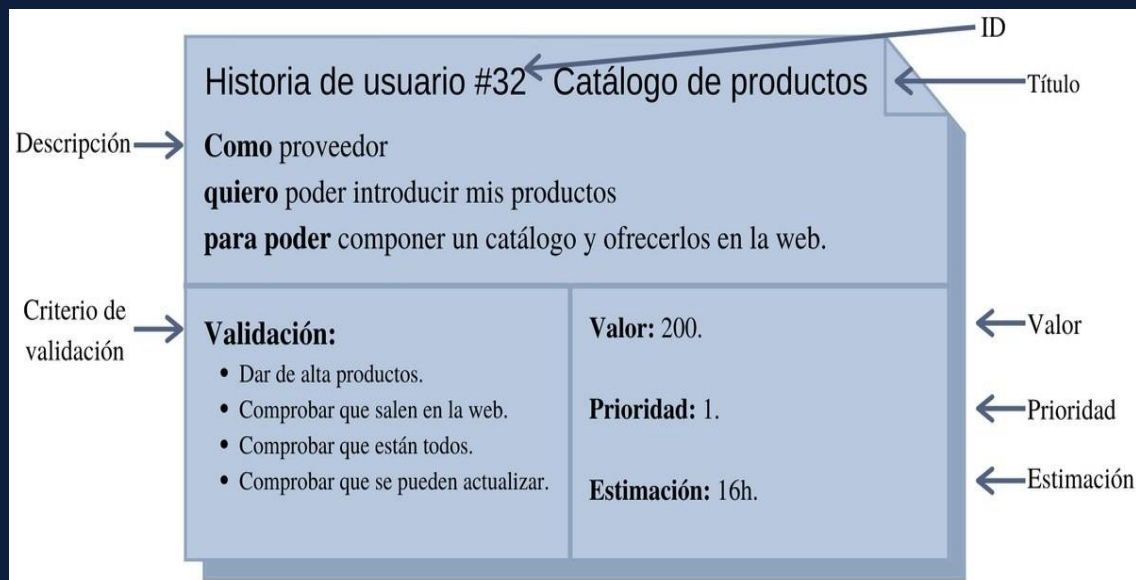 ID
Historia de usuario #32 Catálogo de productos
Título
Descripción
Como proveedor
quiero poder introducir mis productos
para poder componer un catálogo y ofrecerlos en la web.
Criterio de
validación
Validación:
• Dar de alta productos.
• Comprobar que salen en la web.
• Comprobar que están todos.
• Comprobar que se pueden actualizar.
Valor: 200.
Valor
Prioridad: 1.
Prioridad
Estimación: 16h.
Estimación